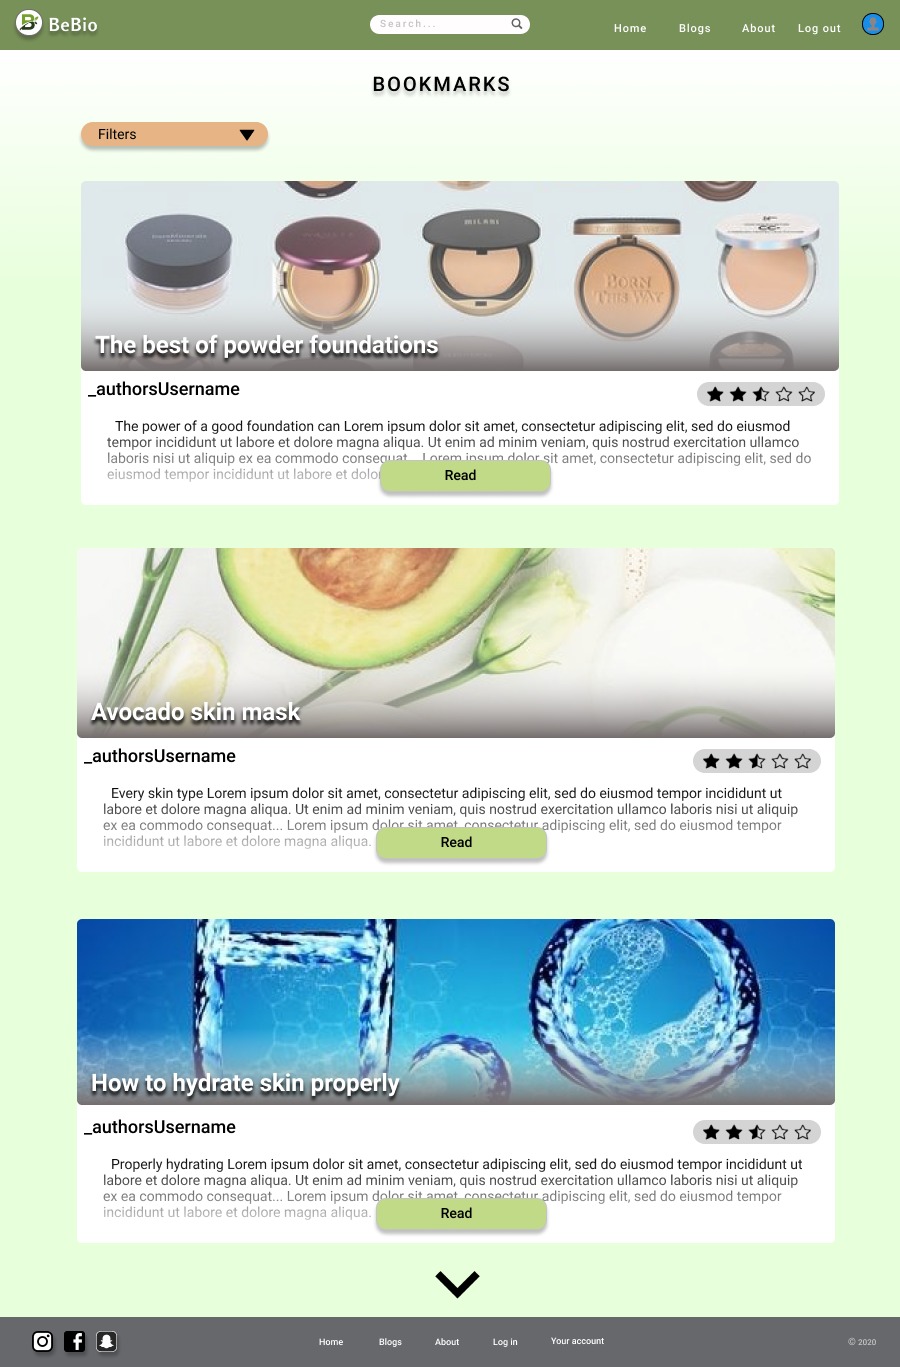 BeBio
Search...
Home
Blogs
About
Log out
BOOKMARKS
Filters
MILANI
CC+
BORN
THIS WAY
The best of powder foundations
_authorsUsername
The power of a good foundation can Lorem ipsum dolor sit amet, consectetur adipiscing elit, sed do eiusmod
tempor incididunt ut labore et dolore magna aliqua. Ut enim ad minim veniam, quis nostrud exercitation ullamco
laboris nisi ut aliquip ex ea commodo consequat... Lorem ipsum dolor sit amet, consectetur adipiscing elit, sed do
eiusmod tempor incididunt ut labore et dolor
Read
Avocado skin mask
_authorsUsername
Every skin type Lorem ipsum dolor sit amet, consectetur adipiscing elit, sed do eiusmod tempor incididunt ut
labore et dolore magna aliqua. Ut enim ad minim veniam, quis nostrud exercitation ullamco laboris nisi ut aliquip
ex ea commodo consequat... Lorem ipsum dolor sit amet, consectetur adipiscing elit, sed do eiusmod tempor
incididunt ut labore et dolore magna aliqua.
Read
How to hydrate skin properly
_authorsUsername
Properly hydrating Lorem ipsum dolor sit amet, consectetur adipiscing elit, sed do eiusmod tempor incididunt ut
labore et dolore magna aliqua. Ut enim ad minim veniam, quis nostrud exercitation ullamco laboris nisi ut aliquip
ex ea commodo consequat... Lorem ipsum dolor sit amet, consectetur adipiscing elit, sed do eiusmod tempor
incididunt ut labore et dolore magna aliqua.
Read
Home
Blogs
About
Log in
Your account
© 2020